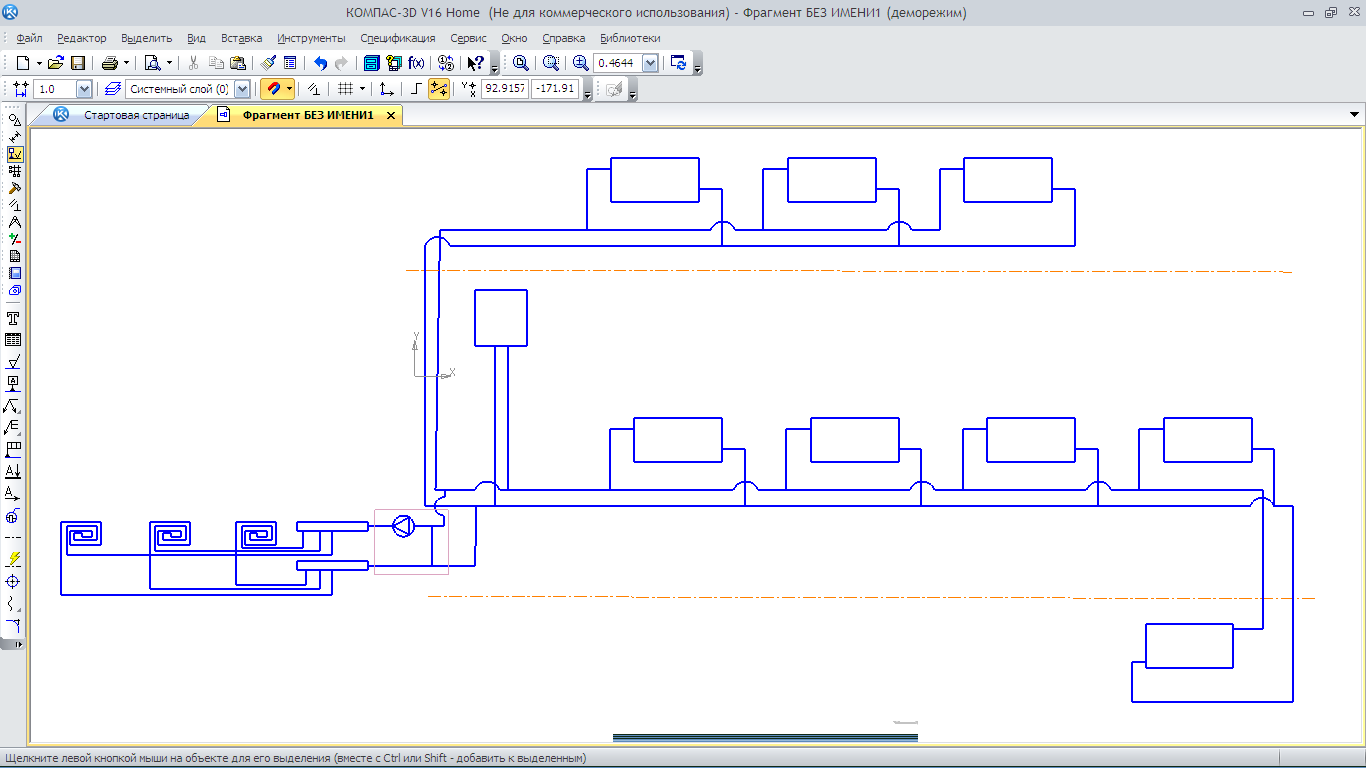 КОМПАС-3D V16 Home (Не для коммерческого использования) - Фрагмент БЕЗ ИМЕНИ1 (деморежим)
Файл Редактор Выделить Вид Вставка Инструменты Спецификация Сервис Окно Справка Библиотеки
f(x) 0.4644
1.0 Системный слой (0) 92.9157 -171.91
Стартовая страница Фрагмент БЕЗ ИМЕНИ1
Y
X
Щелкните левой кнопкой мыши на объекте для его выделения (вместе с Ctrl или Shift - добавить к выделенным)